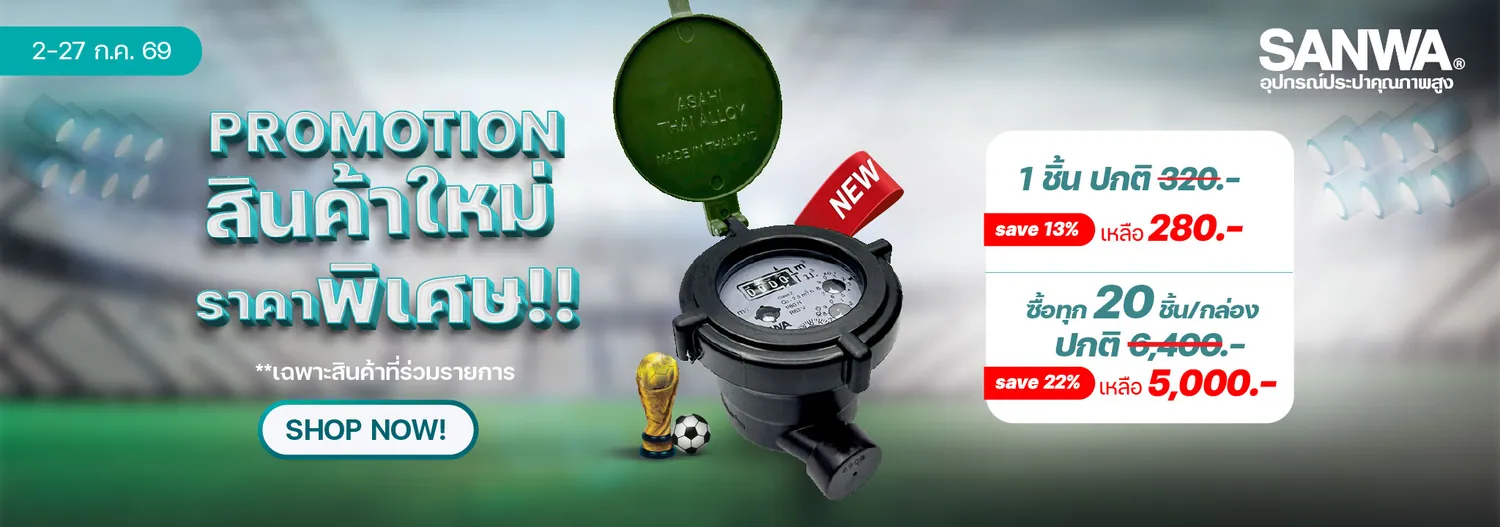 2-27 ก.ค. 69
SANWA®
อุปกรณ์ประปาคุณภาพสูง
PROMOTION
สินค้าใหม่
ราคาพิเศษ!!
**เฉพาะสินค้าที่ร่วมรายการ
SHOP NOW!
ASAHI
THAI ALLOY
MADE IN THAILAND
NEW
1 ชิ้น ปกติ 320.-
save 13% เหลือ 280.-
ซื้อทุก 20 ชิ้น/กล่อง
ปกติ 6,400.-
save 22% เหลือ 5,000.-